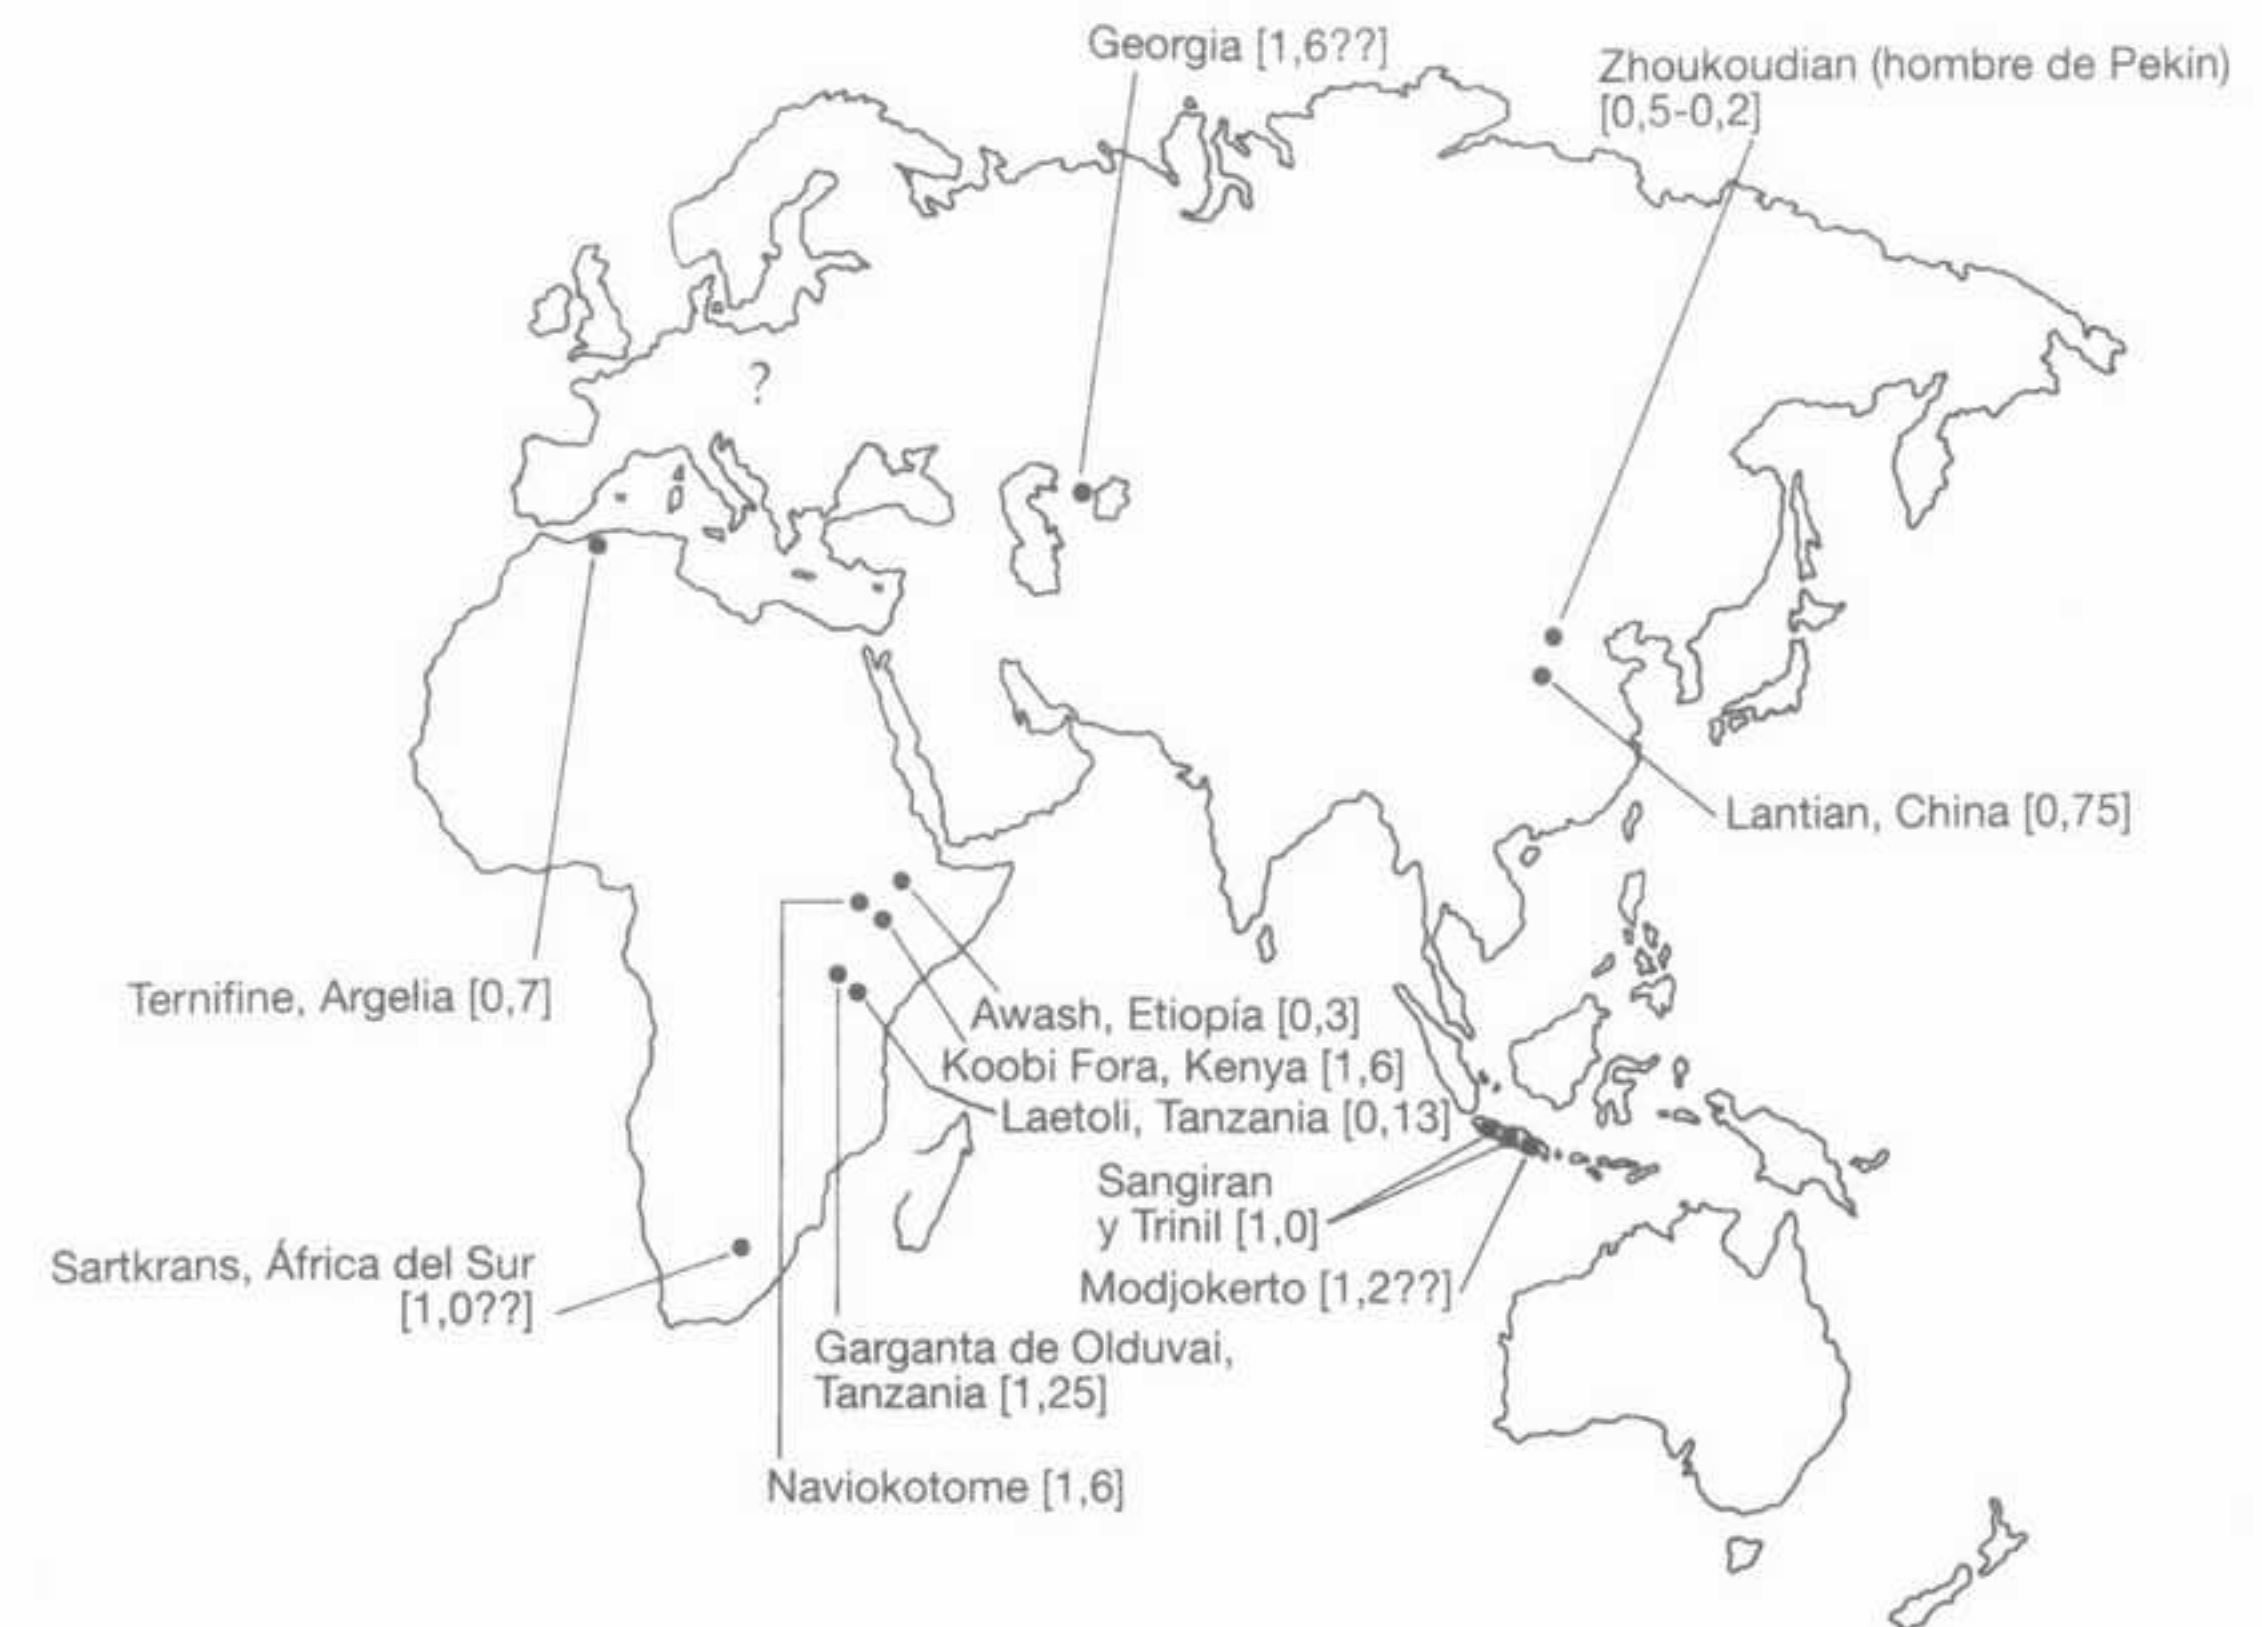 Georgia [1,6??]
Zhoukoudian (hombre de Pekín)
[0,5-0,2]
?
Lantian, China [0,75]
Ternifine, Argelia [0,7]
Awash, Etiopía [0,3]
Koobi Fora, Kenya [1,6]
Laetoli, Tanzania [0,13]
Sangiran
y Trinil [1,0]
Modjokerto [1,2??]
Sartkrans, África del Sur
[1,0??]
Garganta de Olduvai,
Tanzania [1,25]
Naviokotome [1,6]